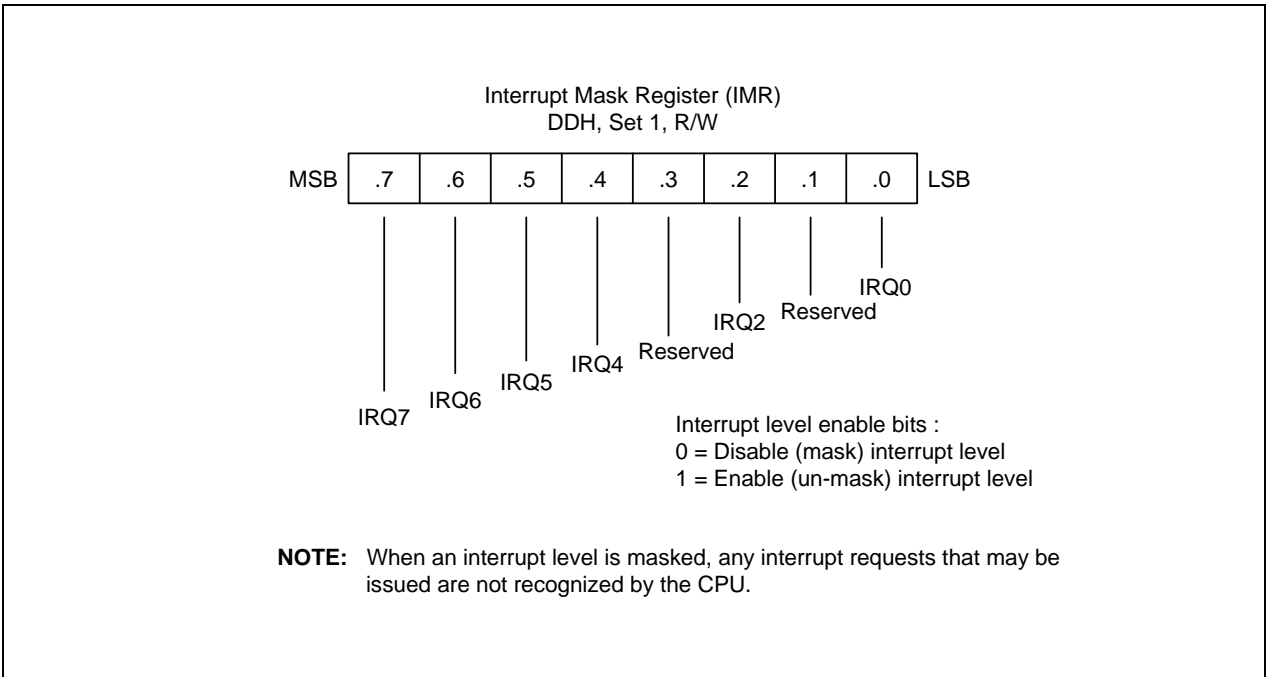 Interrupt Mask Register (IMR)
DDH, Set 1, R/W
MSB .7 .6 .5 .4 .3 .2 .1 .0 LSB
IRQ0
Reserved
IRQ2
Reserved
IRQ4
IRQ5
IRQ6
IRQ7
Interrupt level enable bits :
0 = Disable (mask) interrupt level
1 = Enable (un-mask) interrupt level
NOTE: When an interrupt level is masked, any interrupt requests that may be
issued are not recognized by the CPU.